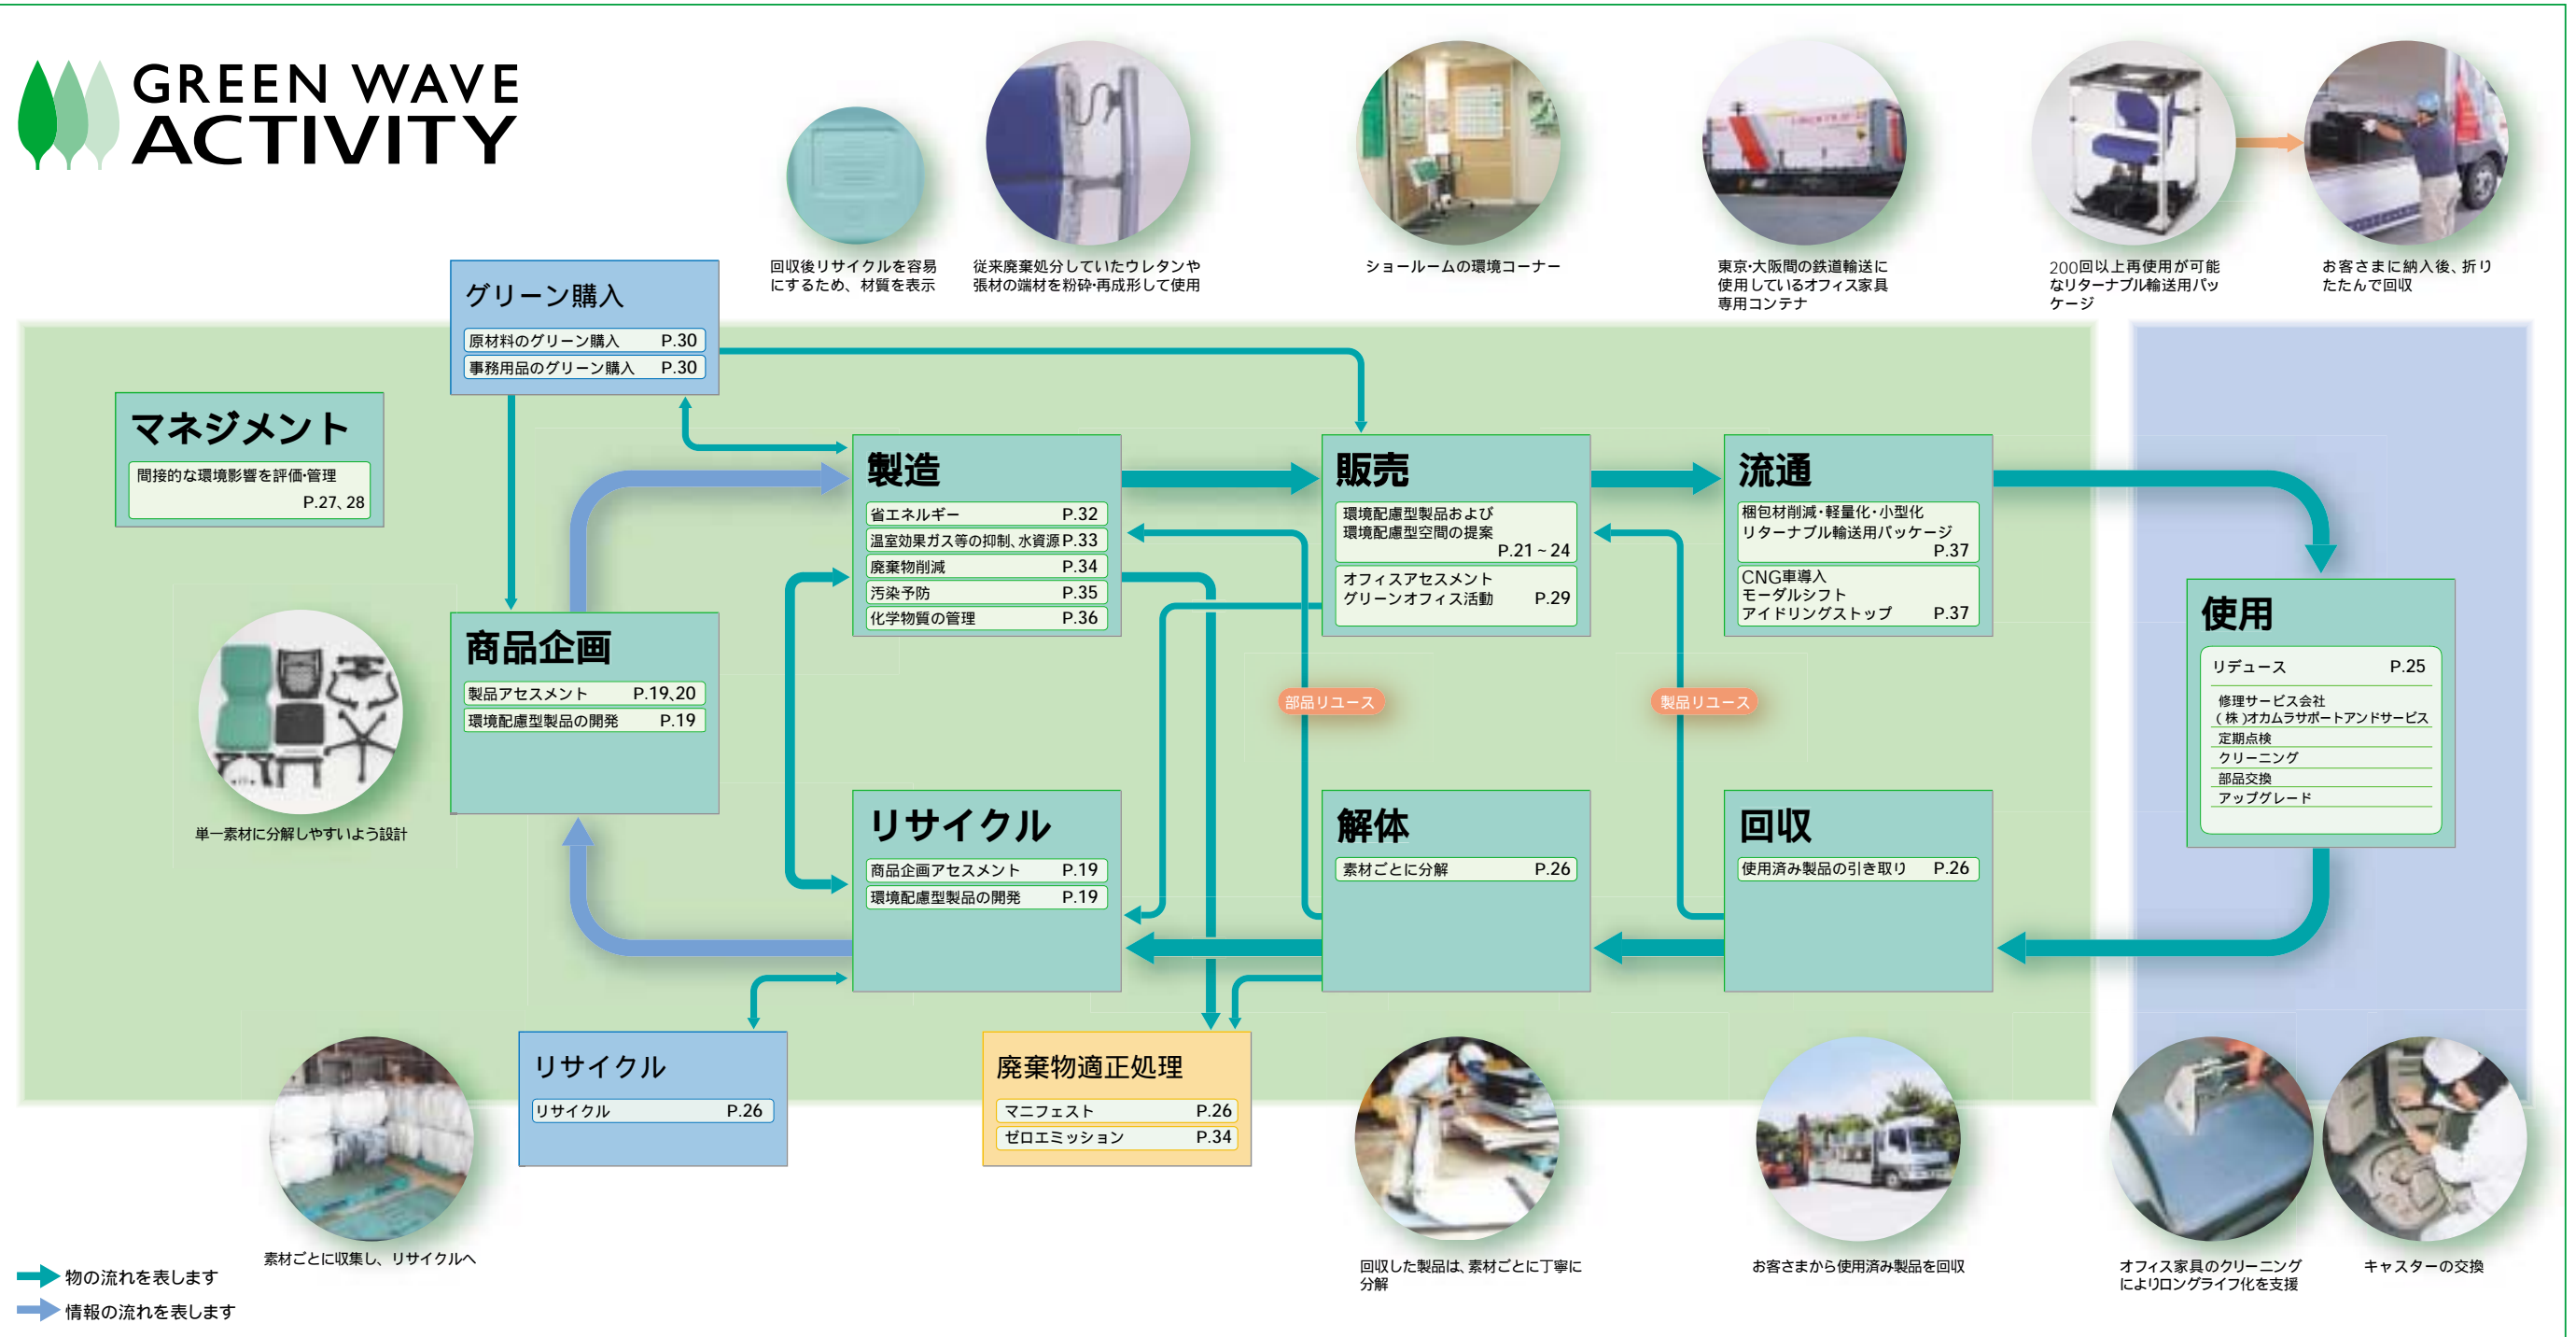 GREEN WAVE
ACTIVITY
回収後リサイクルを容易
にするため、材質を表示
従来廃棄処分していたウレタンや
張材の端材を粉砕・再成形して使用
ショールームの環境コーナー
東京・大阪間の鉄道輸送に
使用しているオフィス家具
専用コンテナ
200回以上再使用が可能
なリターナブル輸送用パッ
ケージ
お客さまに納入後、折り
たたんで回収
グリーン購入
原材料のグリーン購入 P.30
事務用品のグリーン購入 P.30
マネジメント
間接的な環境影響を評価・管理
P.27、28
製造
省エネルギー P.32
温室効果ガス等の抑制、水資源 P.33
廃棄物削減 P.34
汚染予防 P.35
化学物質の管理 P.36
販売
環境配慮型製品および
環境配慮型空間の提案
P.21~24
オフィスアセスメント
グリーンオフィス活動 P.29
流通
梱包材削減・軽量化・小型化
リターナブル輸送用パッケージ
P.37
CNG車導入
モーダルシフト
アイドリングストップ P.37
使用
リデュース P.25
修理サービス会社
(株)オカムラサポートアンドサービス
定期点検
クリーニング
部品交換
アップグレード
商品企画
製品アセスメント P.19、20
環境配慮型製品の開発 P.19
単一素材に分解しやすいよう設計
部品リユース
製品リユース
リサイクル
商品企画アセスメント P.19
環境配慮型製品の開発 P.19
解体
素材ごとに分解 P.26
回収
使用済み製品の引き取り P.26
リサイクル
リサイクル P.26
廃棄物適正処理
マニフェスト P.26
ゼロエミッション P.34
素材ごとに収集し、リサイクルへ
回収した製品は、素材ごとに丁寧に
分解
お客さまから使用済み製品を回収
オフィス家具のクリーニング
によりロングライフ化を支援
キャスターの交換
物の流れを表します
情報の流れを表します